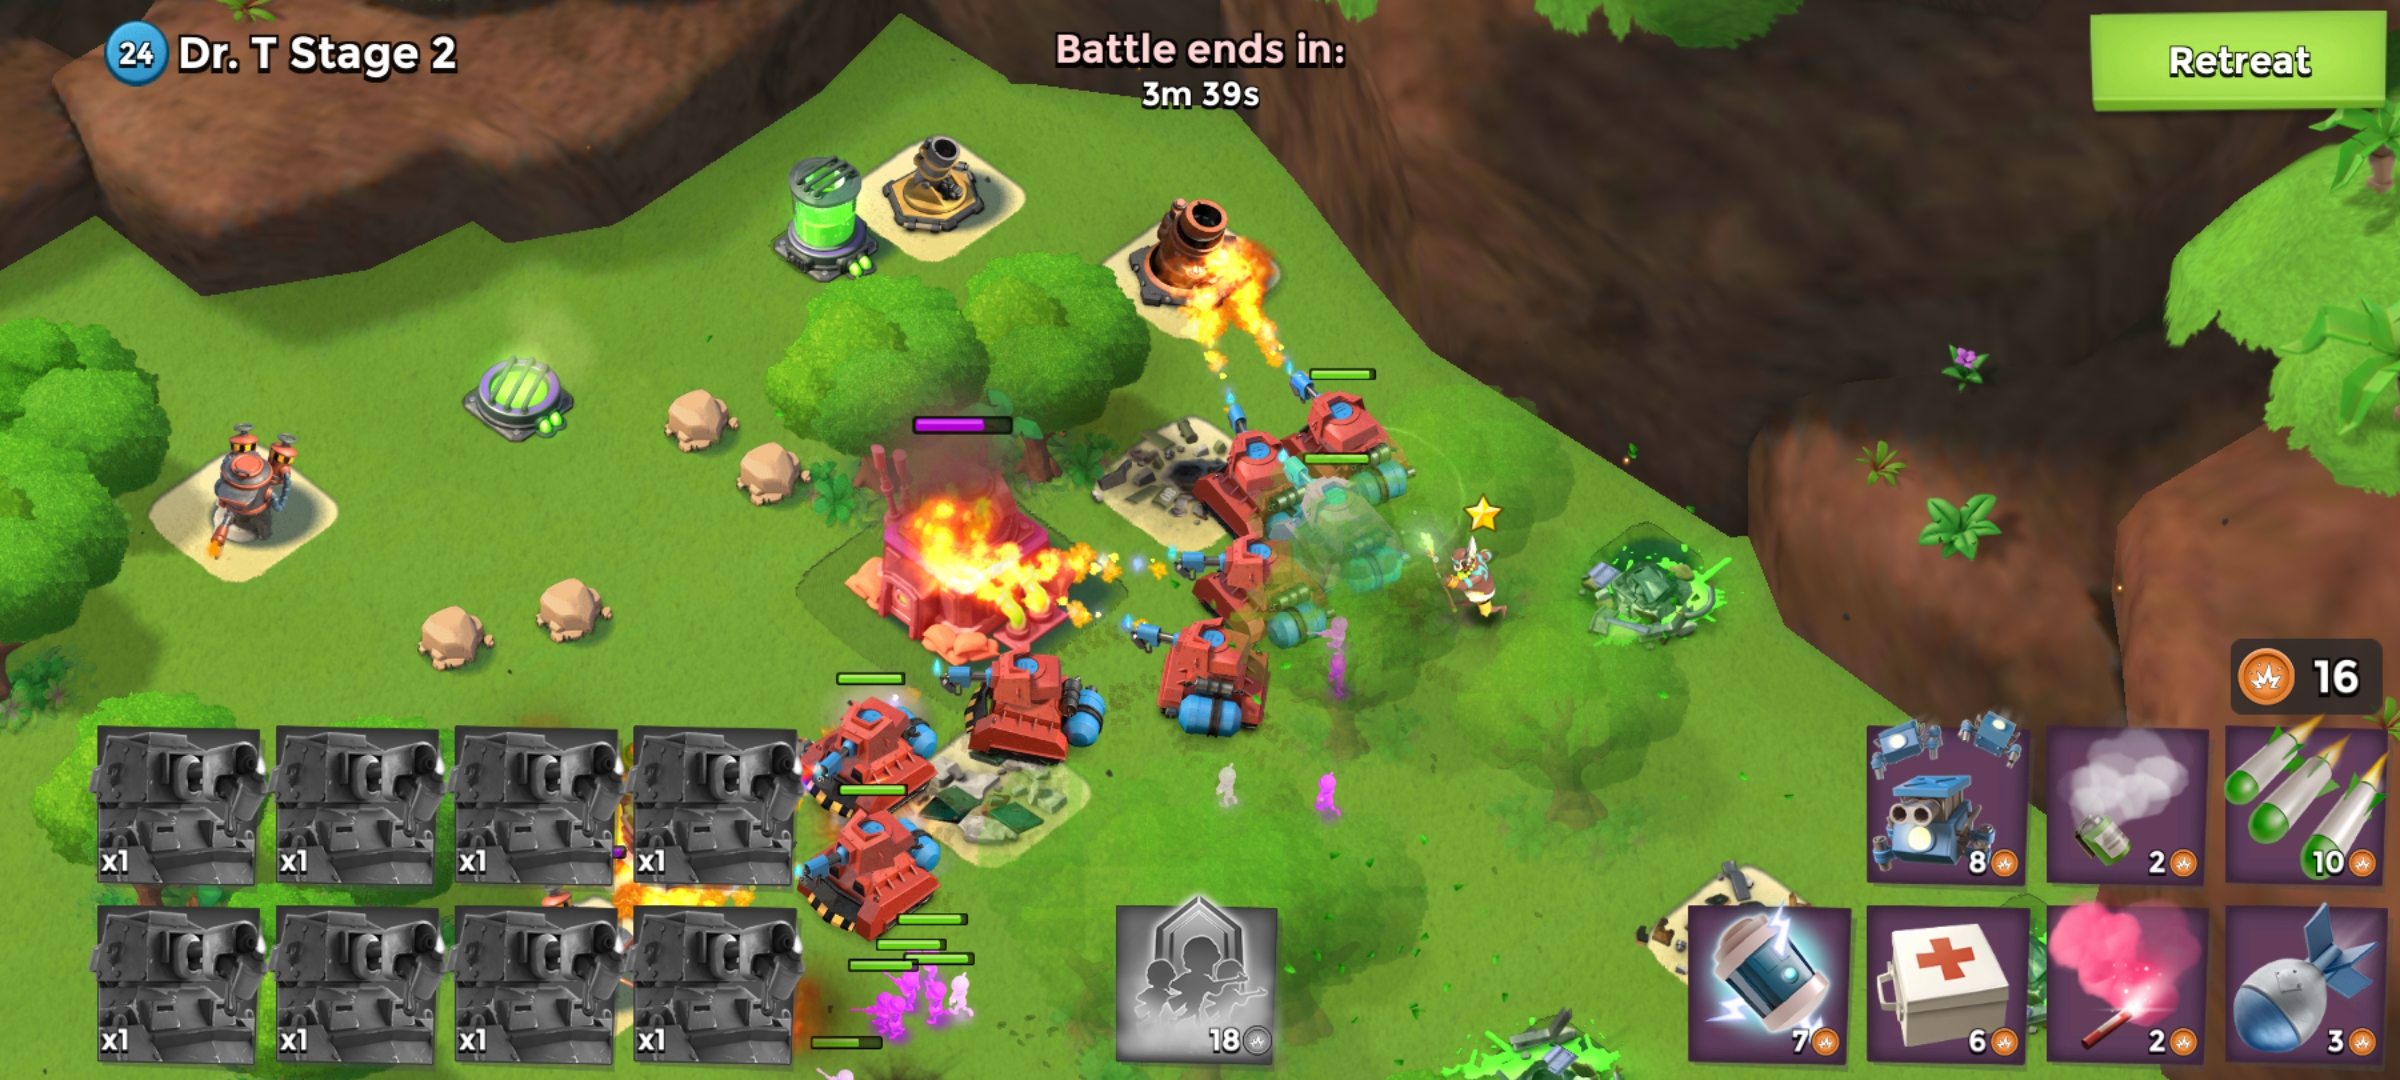 24 Dr. T Stage 2
Battle ends in:
3m 39s
Retreat
16
x1 x1 x1 x1
8 2 10
x1 x1 x1 x1
18
7 6 2 3